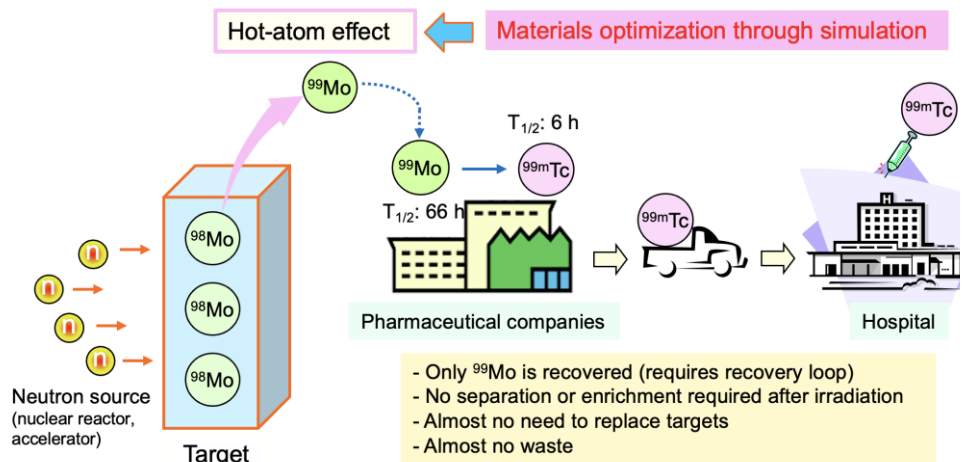 Hot-atom effect
Materials optimization through simulation
⁹⁹Mo
T₁/₂: 6 h
⁹⁹Mo
⁹⁹ᵐTc
T₁/₂: 66 h
⁹⁹ᵐTc
⁹⁹ᵐTc
⁹⁸Mo
⁹⁸Mo
⁹⁸Mo
n
n
n
n
Neutron source
(nuclear reactor,
accelerator)
Target
Pharmaceutical companies
Hospital
- Only ⁹⁹Mo is recovered (requires recovery loop)
- No separation or enrichment required after irradiation
- Almost no need to replace targets
- Almost no waste